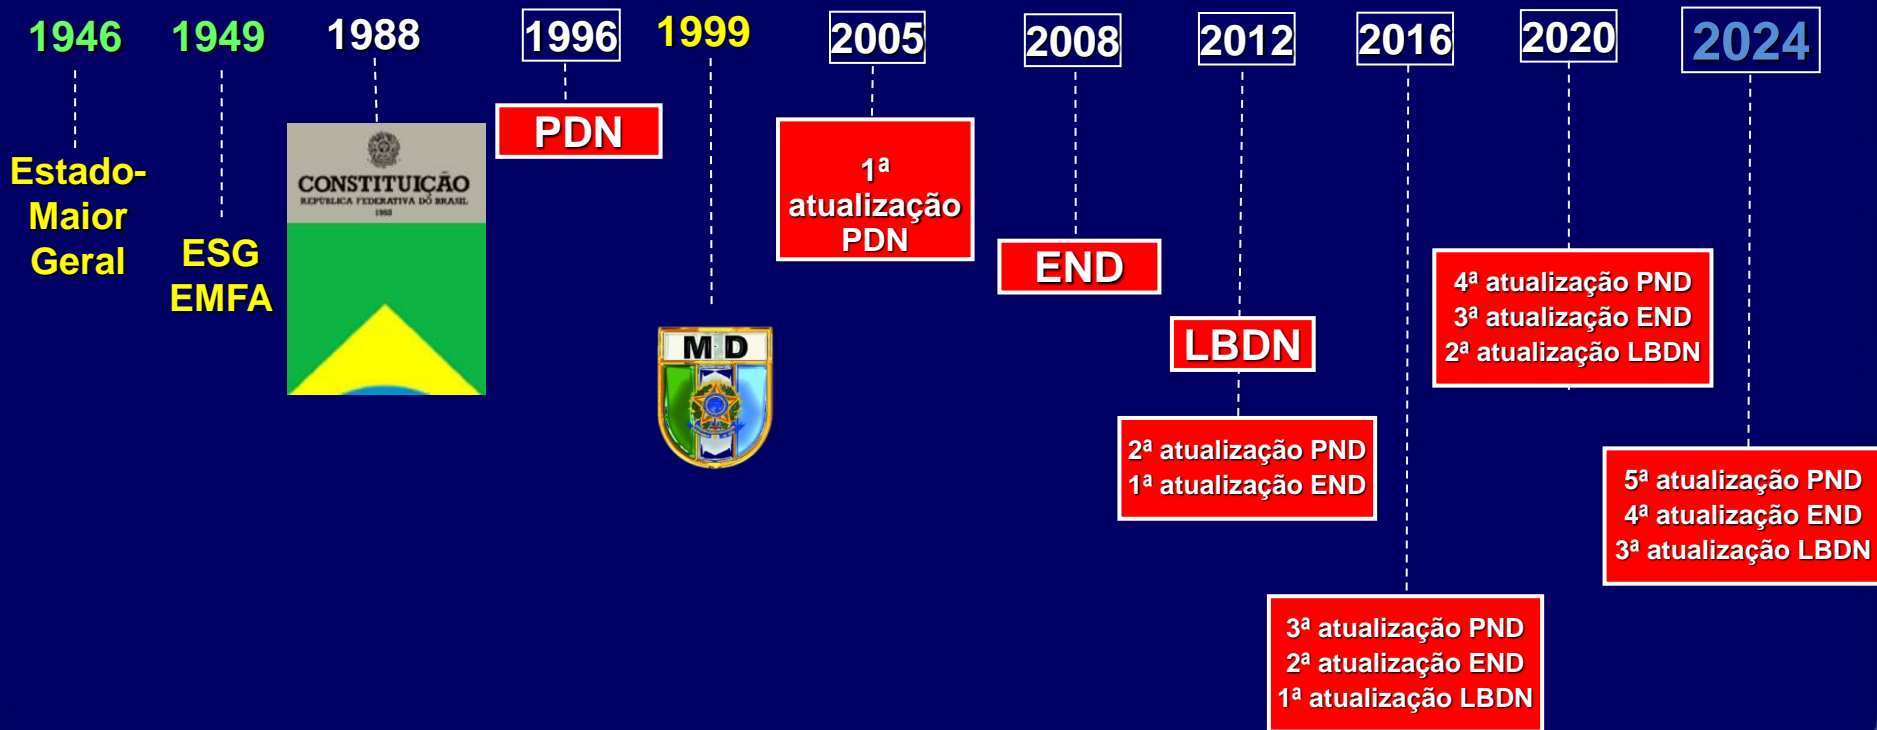 1946
1949
1988
1996
1999
2005
2008
2012
2016
2020
2024
Estado-
Maior
Geral
ESG
EMFA
CONSTITUIÇÃO
REPÚBLICA FEDERATIVA DO BRASIL
1988
PDN
M D
1ª
atualização
PDN
END
LBDN
2ª atualização PND
1ª atualização END
3ª atualização PND
2ª atualização END
1ª atualização LBDN
4ª atualização PND
3ª atualização END
2ª atualização LBDN
5ª atualização PND
4ª atualização END
3ª atualização LBDN